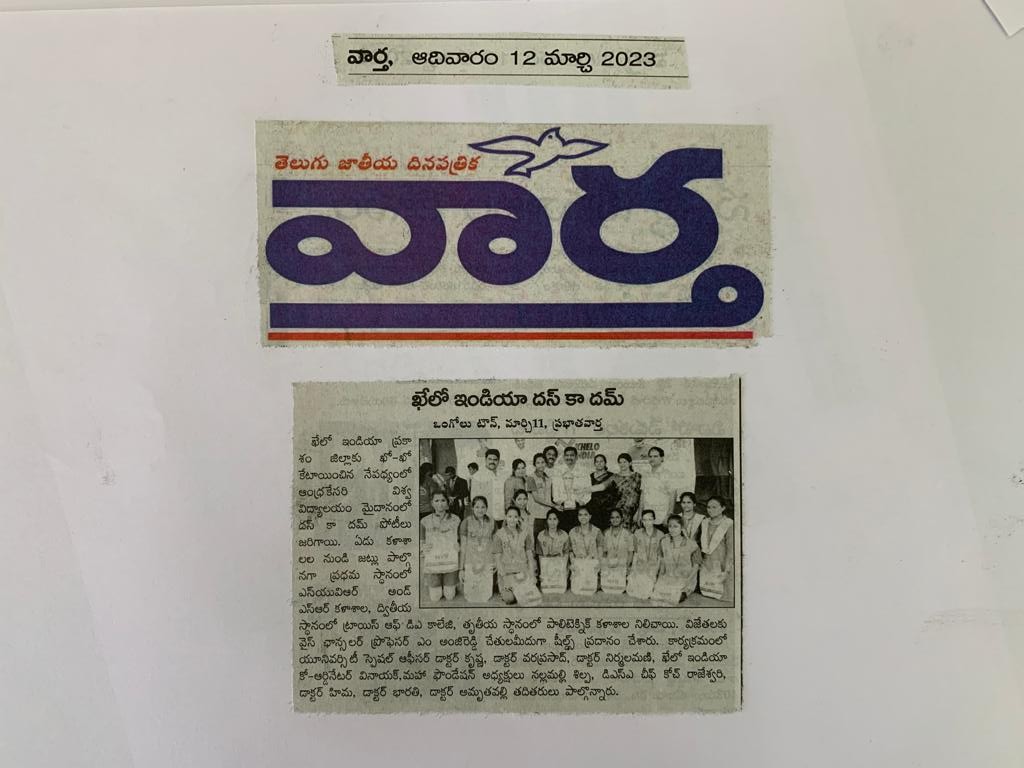 వార్త, ఆదివారం 12 మార్చి 2023
తెలుగు జాతీయ దినపత్రిక
వార్త
ఖేలో ఇండియా దస్ కా దమ్
ఒంగోలు టౌన్, మార్చి11, ప్రభాతవార్త
ఖేలో ఇండియా ప్రకా
శం జిల్లాకు ఖో-ఖో
కేటాయించిన నేపథ్యంలో
ఆంధ్రకేసరి విశ్వ
విద్యాలయం మైదానంలో
దస్ కా దమ్ పోటీలు
జరిగాయి. ఏడు కళాశా
లల నుండి జట్లు పాల్గొ
నగా ప్రధమ స్థానంలో
ఎస్‌యువిఆర్ అండ్
ఎస్ఆర్ కళాశాల, ద్వితీయ
స్థానంలో ట్రాయిస్ ఆఫ్ డిఏ కాలేజి, తృతీయ స్థానంలో పాలిటెక్నిక్ కళాశాల నిలిచాయి. విజేతలకు
వైస్ ఛాన్సలర్ ప్రొఫెసర్ ఎం అంజిరెడ్డి చేతులమీదుగా షీల్డ్స్ ప్రదానం చేశారు. కార్యక్రమంలో
యూనివర్సిటీ స్పెషల్ ఆఫీసర్ డాక్టర్ కృష్ణ, డాక్టర్ వరప్రసాద్, డాక్టర్ నిర్మలమణి, ఖేలో ఇండియా
కో-ఆర్డినేటర్ వినాయక్,మహా ఫౌండేషన్ అధ్యక్షులు నల్లమల్లి శిల్ప, డిఎస్ఏ చీఫ్ కోచ్ రాజేశ్వరి,
డాక్టర్ హిమ, డాక్టర్ భారతి, డాక్టర్ అమృతవల్లి తదితరులు పాల్గొన్నారు.
KHELO
INDIA